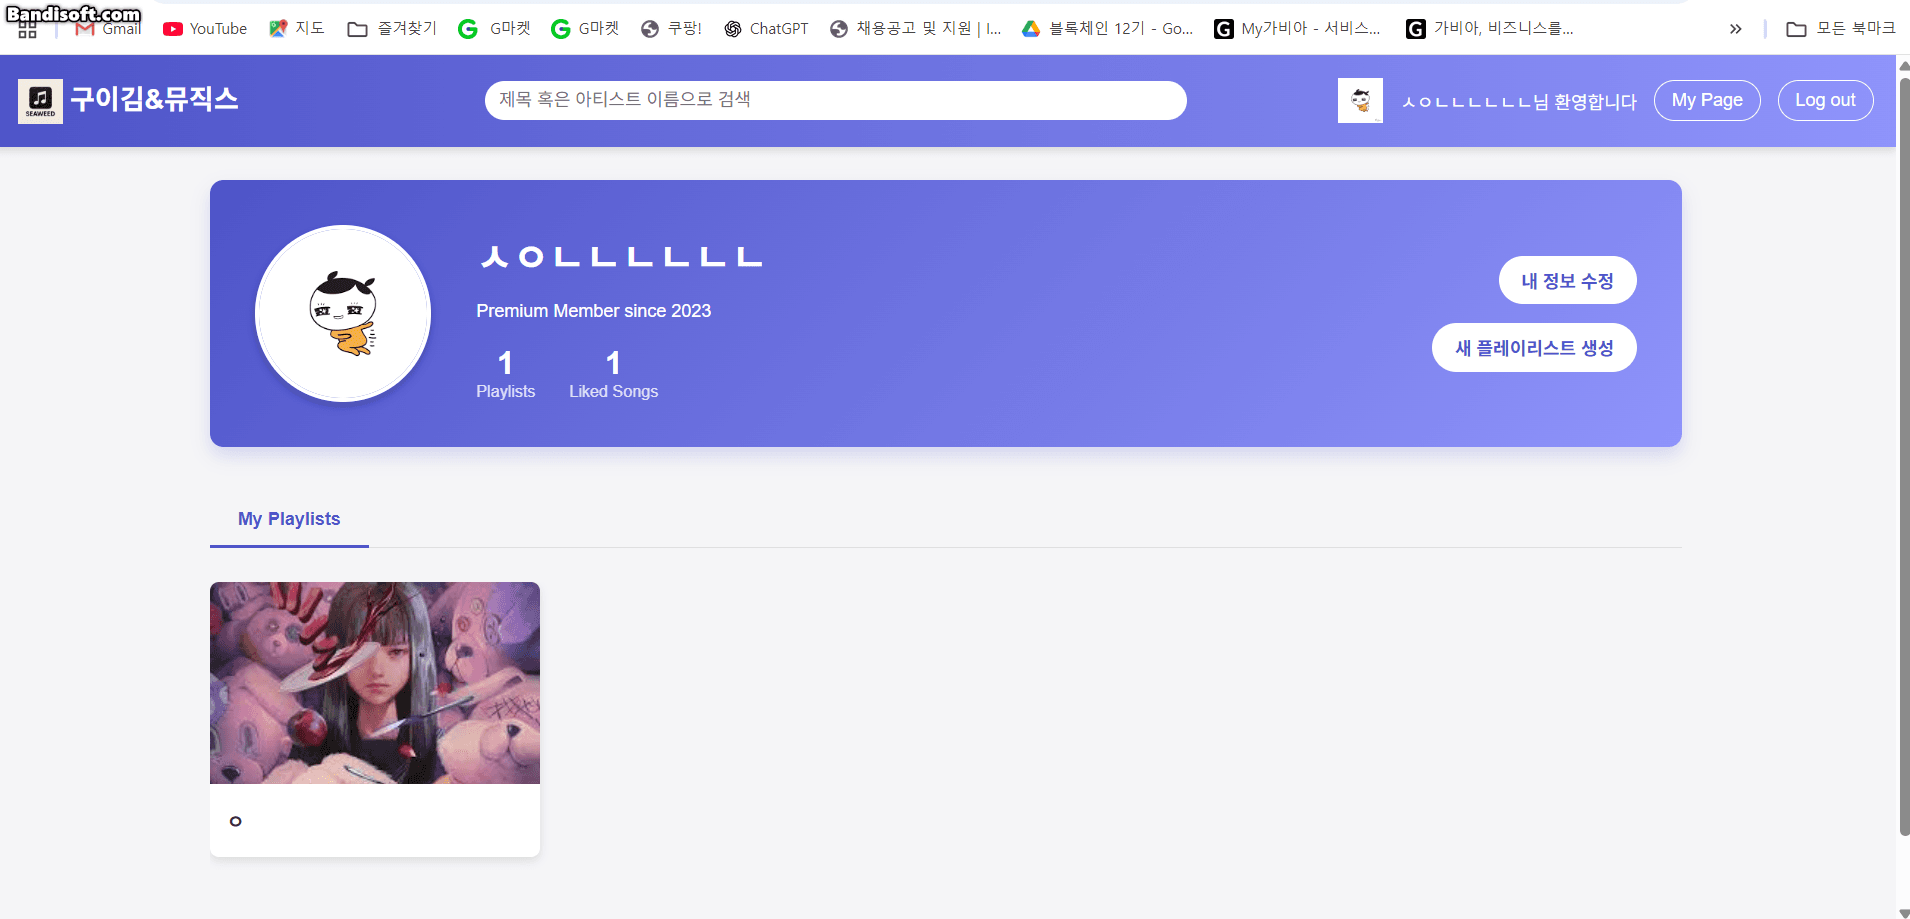 Bandisoft.com
Gmail YouTube 지도 즐겨찾기 G마켓 G마켓 쿠팡! ChatGPT 채용공고 및 지원 | I... 블록체인 12기 - Go... My가비아 - 서비스... 가비아, 비즈니스를... » 모든 북마크
SEAWEED 구이김&뮤직스 제목 혹은 아티스트 이름으로 검색 ㅅㅇㄴㄴㄴㄴㄴㄴ님 환영합니다 My Page Log out
ㅅㅇㄴㄴㄴㄴㄴㄴ
내 정보 수정
Premium Member since 2023
새 플레이리스트 생성
1 1
Playlists Liked Songs
My Playlists
ㅇ